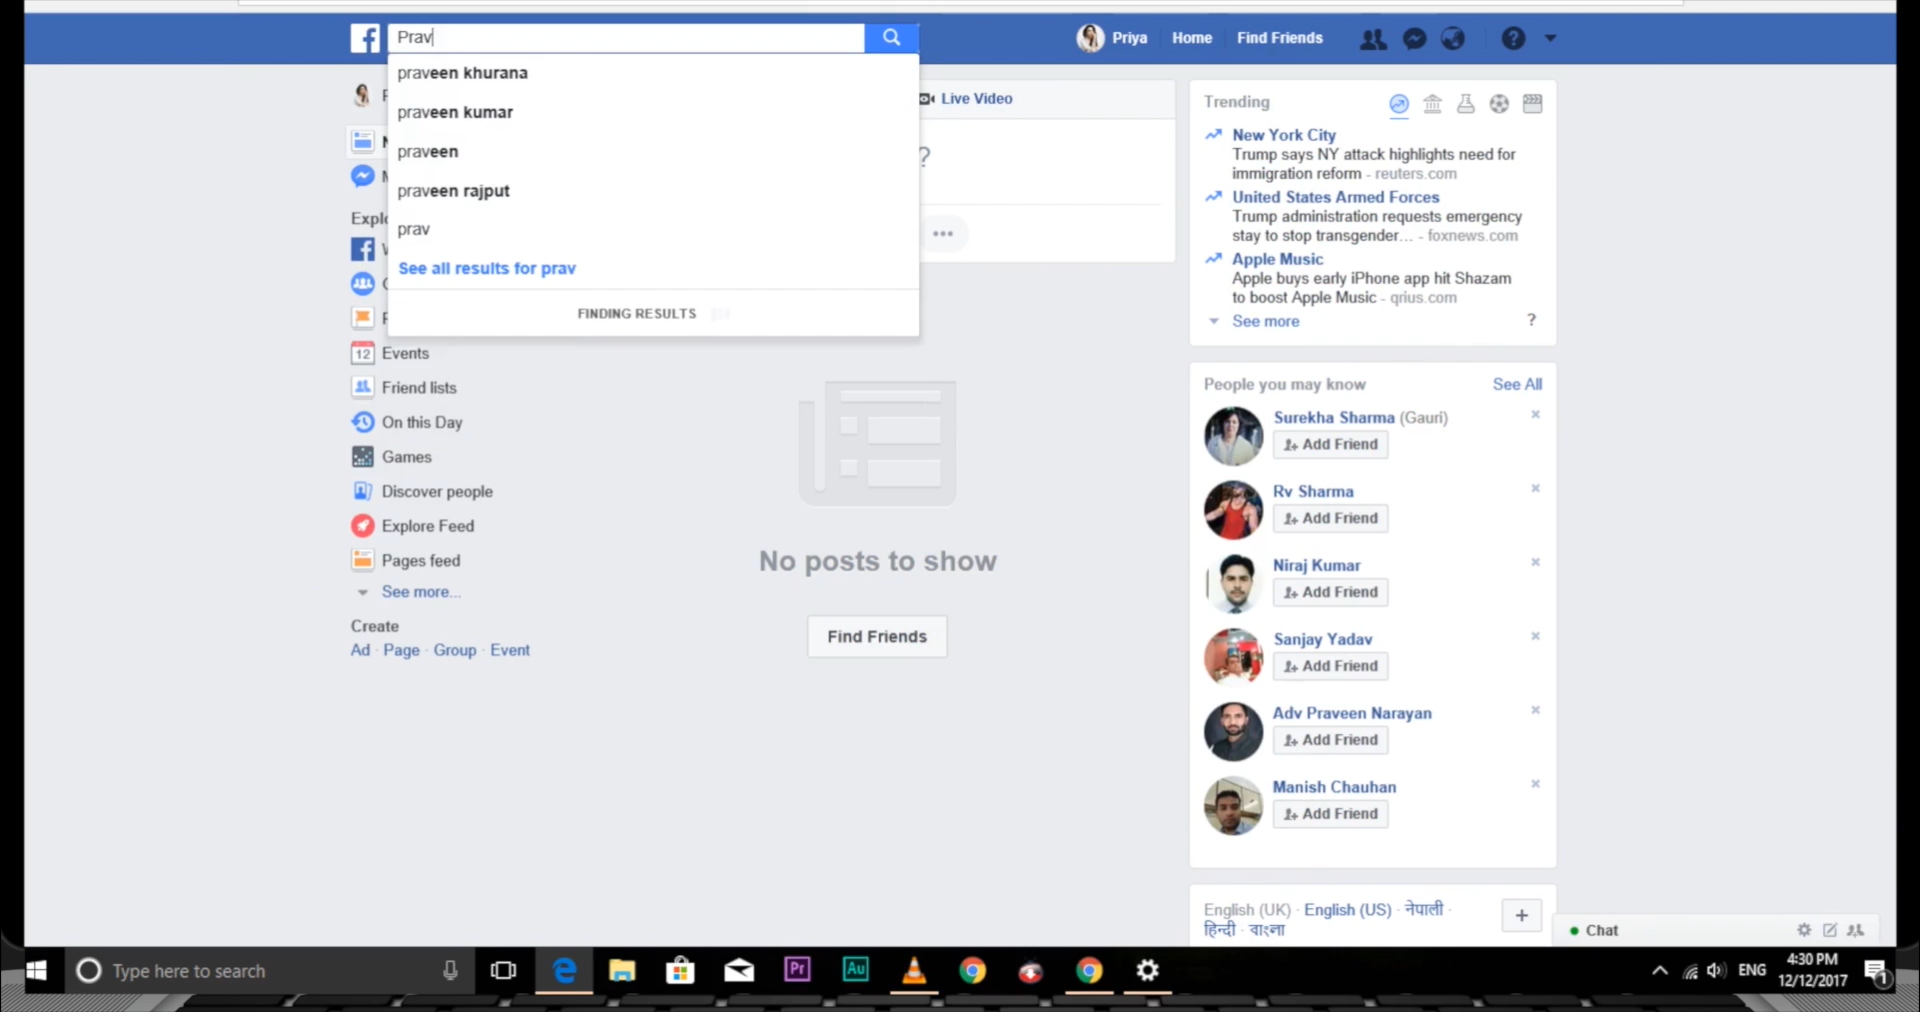 Prav
Priya
Home
Find Friends
praveen khurana
praveen kumar
praveen
praveen rajput
prav
See all results for prav
FINDING RESULTS
Explo
12
Events
Friend lists
On this Day
Games
Discover people
Explore Feed
Pages feed
See more...
Create
Ad · Page · Group · Event
Live Video
?
No posts to show
Find Friends
Trending
New York City
Trump says NY attack highlights need for
immigration reform - reuters.com
United States Armed Forces
Trump administration requests emergency
stay to stop transgender... - foxnews.com
Apple Music
Apple buys early iPhone app hit Shazam
to boost Apple Music - qrius.com
See more
?
People you may know
See All
Surekha Sharma (Gauri)
Add Friend
Rv Sharma
Add Friend
Niraj Kumar
Add Friend
Sanjay Yadav
Add Friend
Adv Praveen Narayan
Add Friend
Manish Chauhan
Add Friend
English (UK) · English (US) · नेपाली ·
हिन्दी · বাংলা
Chat
Type here to search
Pr
Au
ENG
4:30 PM
12/12/2017
1